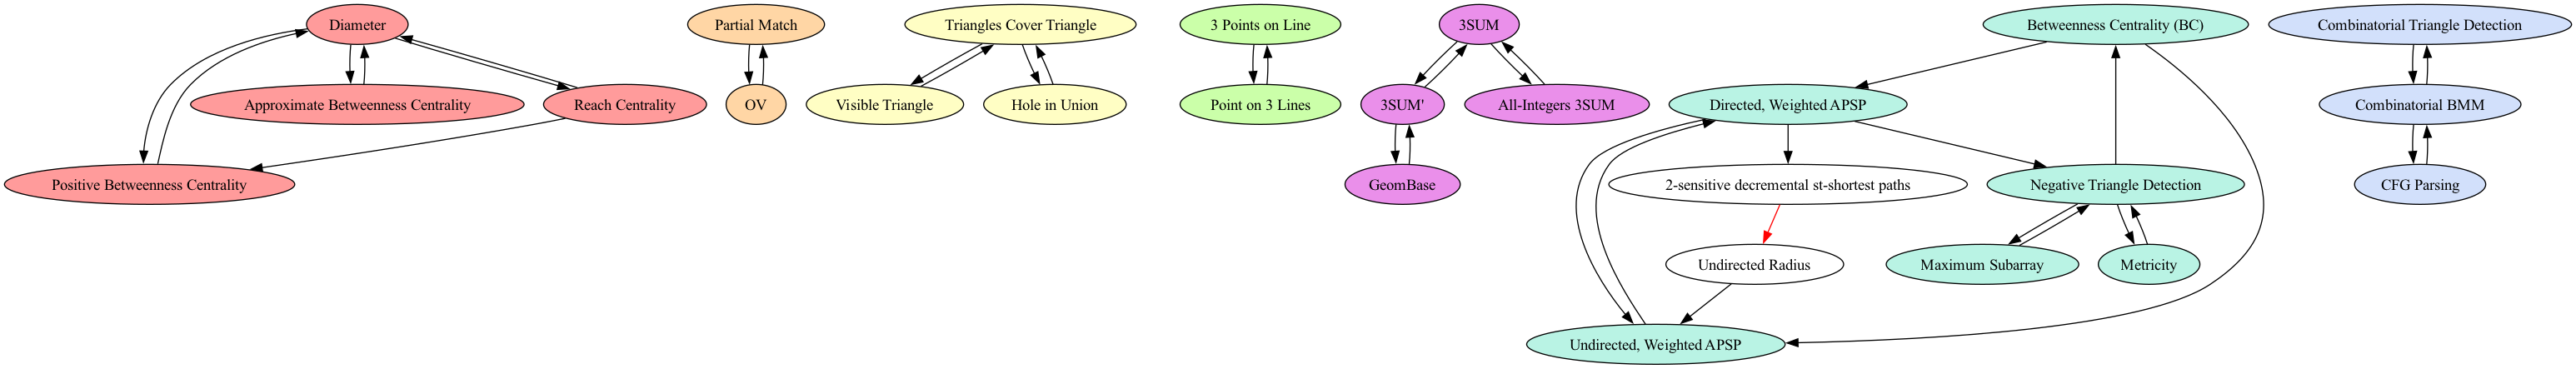 Diameter
Partial Match
Triangles Cover Triangle
3 Points on Line
3SUM
Betweenness Centrality (BC)
Combinatorial Triangle Detection
Approximate Betweenness Centrality
Reach Centrality
OV
Visible Triangle
Hole in Union
Point on 3 Lines
3SUM'
All-Integers 3SUM
Directed, Weighted APSP
Combinatorial BMM
Positive Betweenness Centrality
GeomBase
2-sensitive decremental st-shortest paths
Negative Triangle Detection
CFG Parsing
Undirected Radius
Maximum Subarray
Metricity
Undirected, Weighted APSP